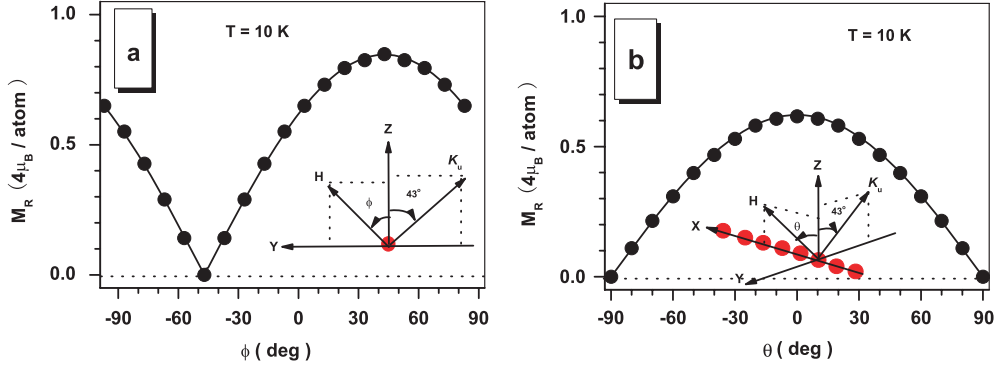 a
T = 10 K
M_R (4μ_B / atom)
1.0
0.5
0.0
Z
K_u
H
ϕ
43°
Y
-90 -60 -30 0 30 60 90
ϕ ( deg )
b
T = 10 K
M_R (4μ_B / atom)
1.0
0.5
0.0
Z
K_u
H
43°
X
θ
Y
-90 -60 -30 0 30 60 90
θ ( deg )